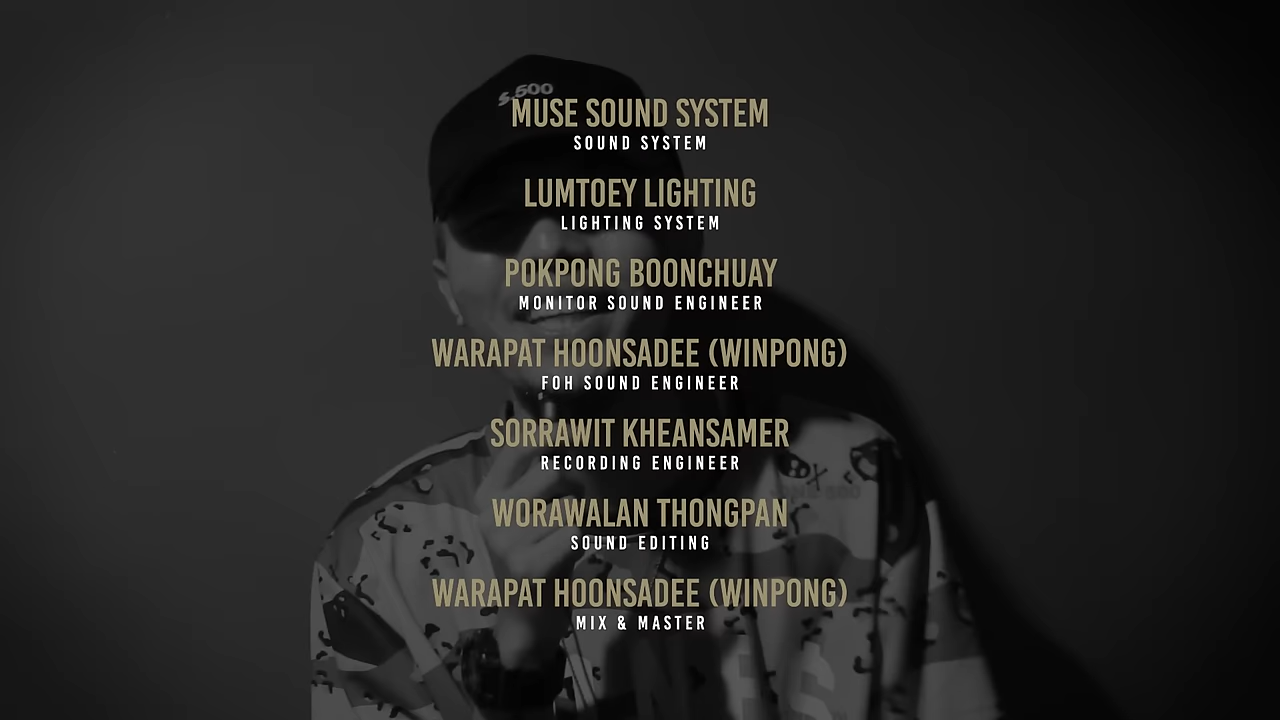 $.500
MUSE SOUND SYSTEM
SOUND SYSTEM
LUMTOEY LIGHTING
LIGHTING SYSTEM
POKPONG BOONCHUAY
MONITOR SOUND ENGINEER
WARAPAT HOONSADEE (WINPONG)
FOH SOUND ENGINEER
SORRAWIT KHEANSAMER
RECORDING ENGINEER
WORAWALAN THONGPAN
SOUND EDITING
WARAPAT HOONSADEE (WINPONG)
MIX & MASTER